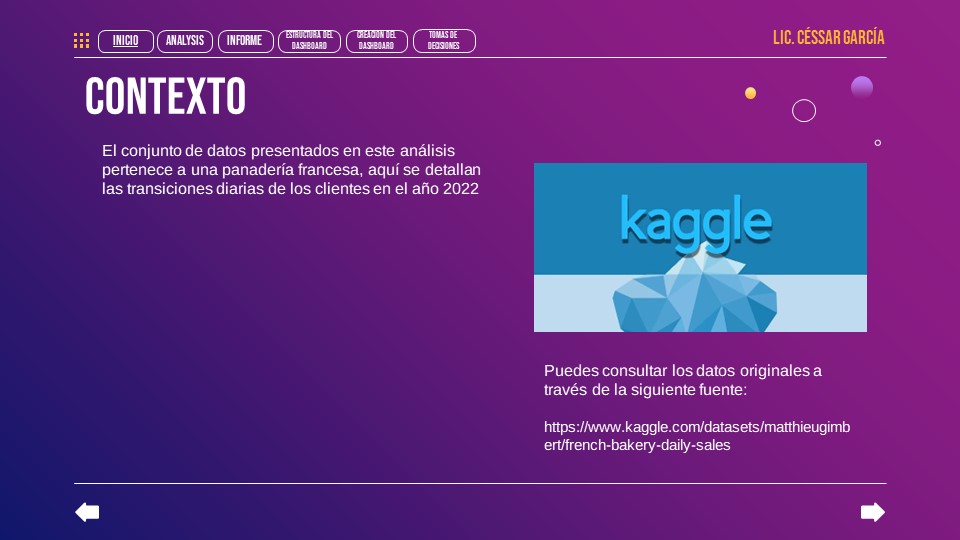 INICIO
ANALYSIS
INFORME
ESTRUCTURA DEL
DASHBOARD
CREACION DEL
DASHBOARD
TOMAS DE
DECISIONES
LIC. CÉSSAR GARCÍA
CONTEXTO
El conjunto de datos presentados en este análisis
pertenece a una panadería francesa, aquí se detallan
las transiciones diarias de los clientes en el año 2022
kaggle
Puedes consultar los datos originales a
través de la siguiente fuente:
https://www.kaggle.com/datasets/matthieugimb
ert/french-bakery-daily-sales